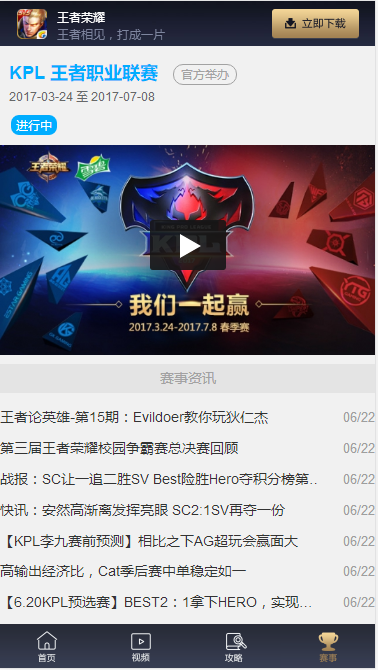 王者荣耀
王者相见，打成一片
立即下载
KPL 王者职业联赛
官方举办
2017-03-24 至 2017-07-08
进行中
王者荣耀
雪碧
KPL
我们一起赢
2017.3.24-2017.7.8 春季赛
赛事资讯
王者论英雄-第15期：Evildoer教你玩狄仁杰 06/22
第三届王者荣耀校园争霸赛总决赛回顾 06/22
战报：SC让一追二胜SV Best险胜Hero夺积分榜第.. 06/22
快讯：安然高渐离发挥亮眼 SC2:1SV再夺一份 06/22
【KPL李九赛前预测】相比之下AG超玩会赢面大 06/22
高输出经济比，Cat季后赛中单稳定如一 06/22
【6.20KPL预选赛】BEST2：1拿下HERO，实现... 06/22
首页
视频
攻略
赛事